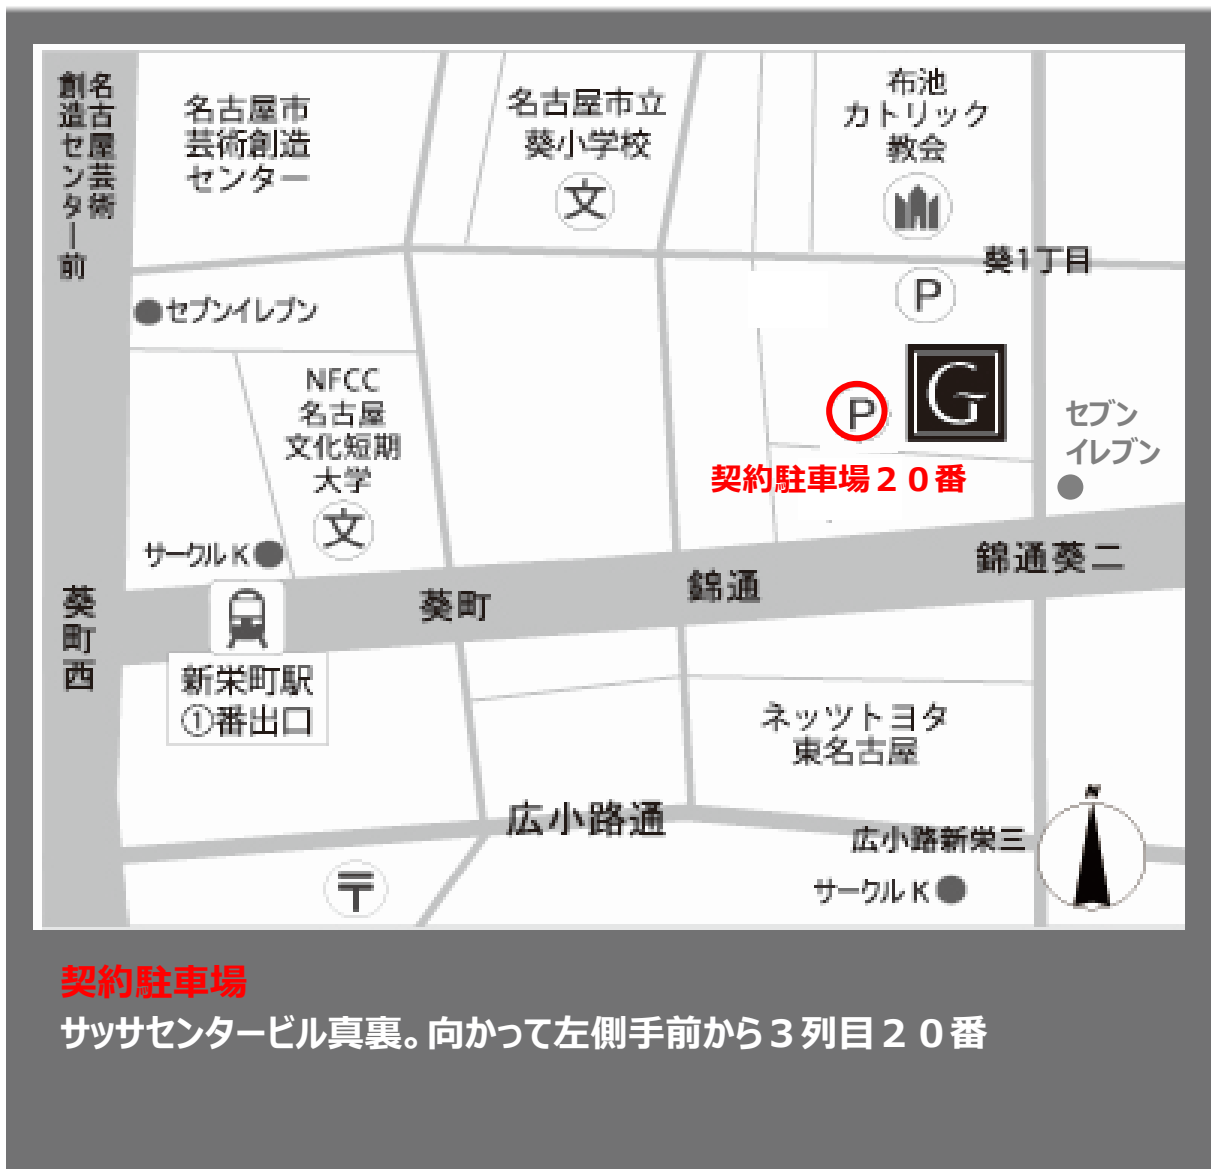 名古屋芸術
創造センター前
名古屋市
芸術創造
センター
名古屋市立
葵小学校
文
布池
カトリック
教会
葵1丁目
セブンイレブン
P
G
P
契約駐車場２０番
セブン
イレブン
NFCC
名古屋
文化短期
大学
文
サークルK
葵町西
葵町
錦通
錦通葵二
新栄町駅
①番出口
ネッツトヨタ
東名古屋
広小路通
N
広小路新栄三
〒
サークルK
契約駐車場
サッサセンタービル真裏。向かって左側手前から３列目２０番